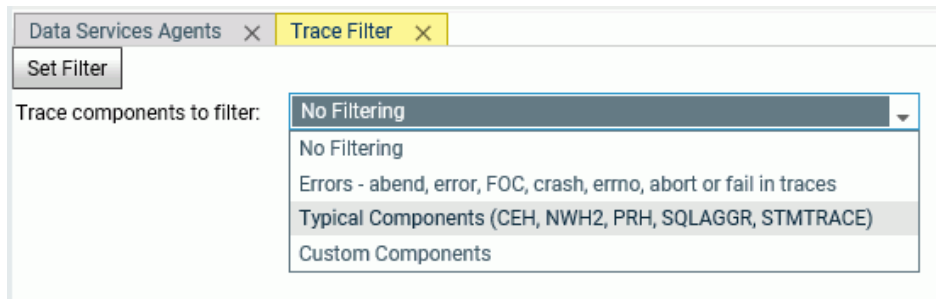 Data Services Agents Trace Filter
Set Filter
Trace components to filter: No Filtering
No Filtering
Errors - abend, error, FOC, crash, errno, abort or fail in traces
Typical Components (CEH, NWH2, PRH, SQLAGGR, STMTRACE)
Custom Components